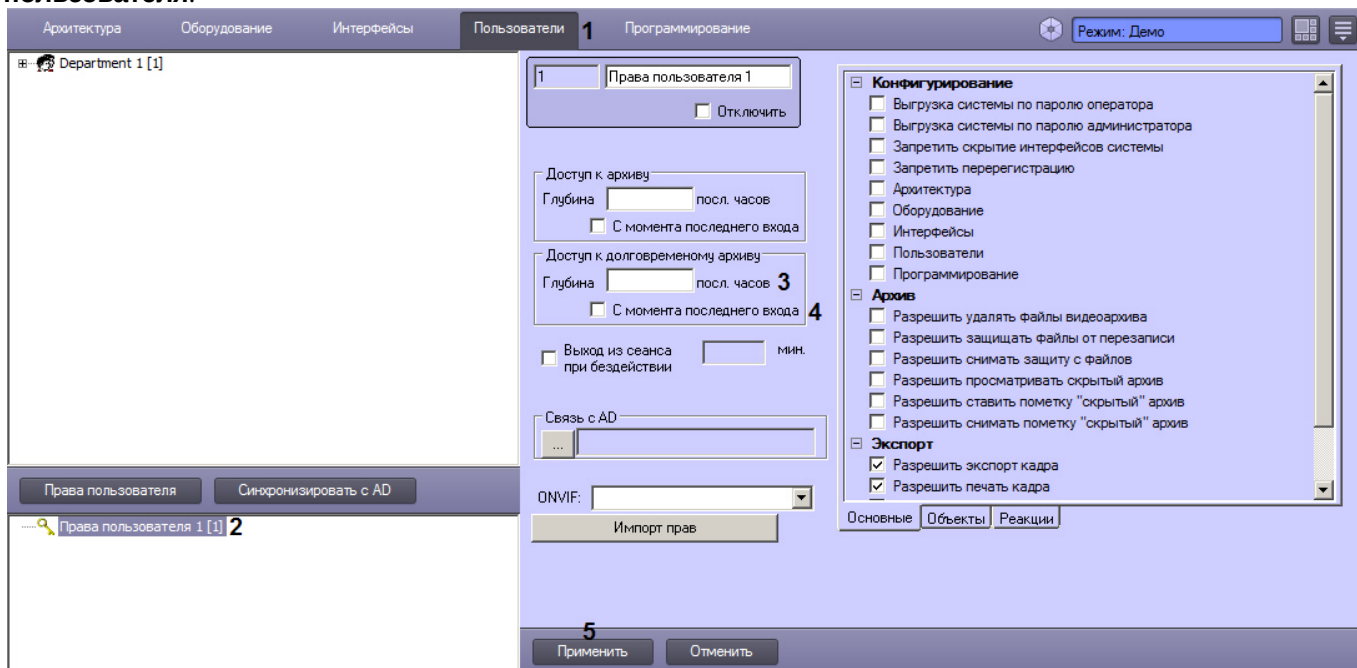 пользователя.
Архитектура Оборудование Интерфейсы Пользователи 1 Программирование Режим: Демо
Department 1 [1]
1 Права пользователя 1
Отключить
Доступ к архиву
Глубина посл. часов
С момента последнего входа
Доступ к долговременому архиву
Глубина посл. часов 3
С момента последнего входа 4
Выход из сеанса при бездействии мин.
Связь с AD
...
ONVIF:
Импорт прав
Конфигурирование
Выгрузка системы по паролю оператора
Выгрузка системы по паролю администратора
Запретить скрытие интерфейсов системы
Запретить перерегистрацию
Архитектура
Оборудование
Интерфейсы
Пользователи
Программирование
Архив
Разрешить удалять файлы видеоархива
Разрешить защищать файлы от перезаписи
Разрешить снимать защиту с файлов
Разрешить просматривать скрытый архив
Разрешить ставить пометку "скрытый" архив
Разрешить снимать пометку "скрытый" архив
Экспорт
Разрешить экспорт кадра
Разрешить печать кадра
Основные Объекты Реакции
Права пользователя Синхронизировать с AD
Права пользователя 1 [1] 2
5
Применить Отменить